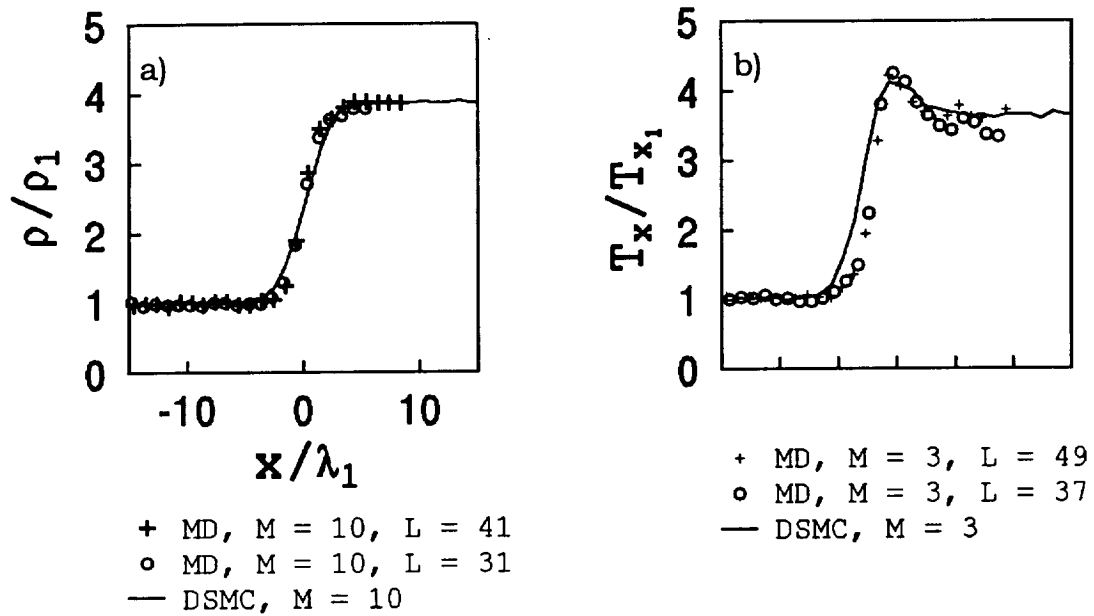 a)
5
4
3
2
1
0
ρ/ρ₁
-10 0 10
x/λ₁
+ MD, M = 10, L = 41
o MD, M = 10, L = 31
— DSMC, M = 10
b)
5
4
3
2
1
0
Tx/Tx₁
+ MD, M = 3, L = 49
o MD, M = 3, L = 37
— DSMC, M = 3